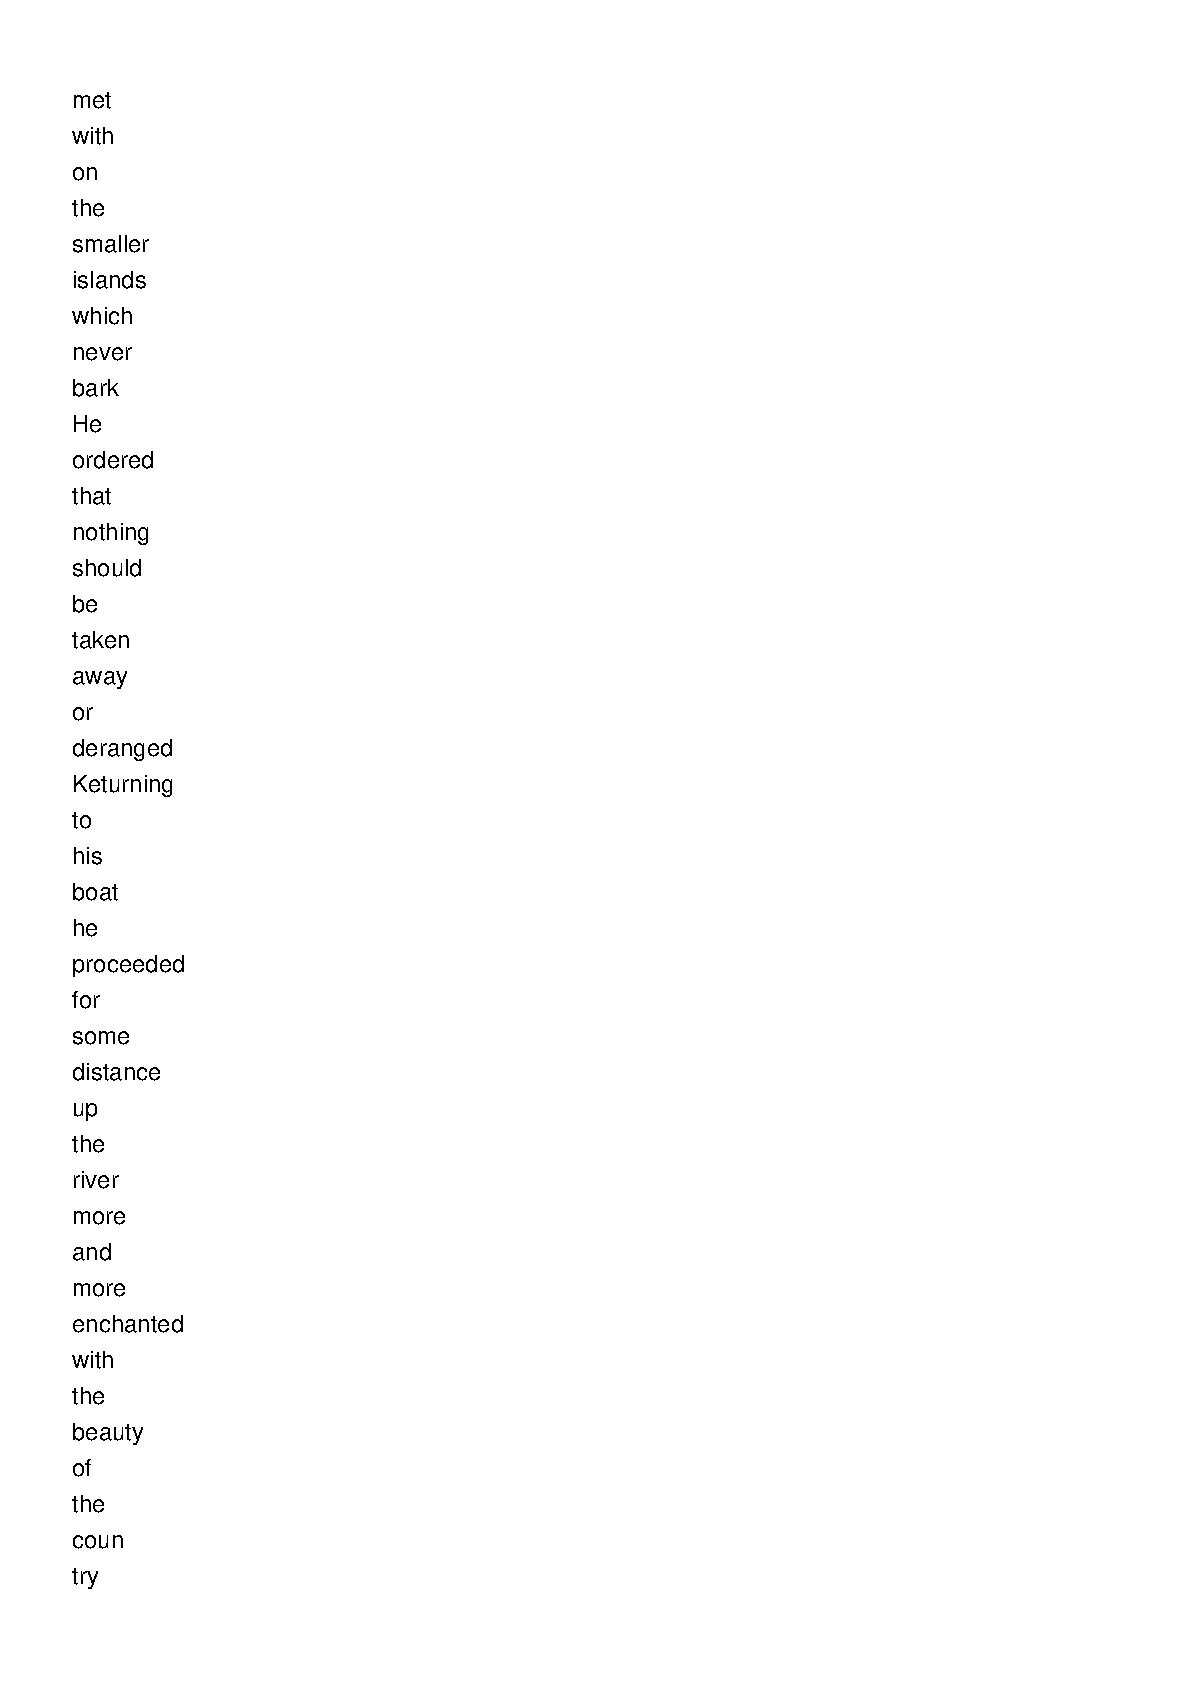 met
with
on
the
smaller
islands
which
never
bark
He
ordered
that
nothing
should
be
taken
away
or
deranged
Keturning
to
his
boat
he
proceeded
for
some
distance
up
the
river
more
and
more
enchanted
with
the
beauty
of
the
coun
try